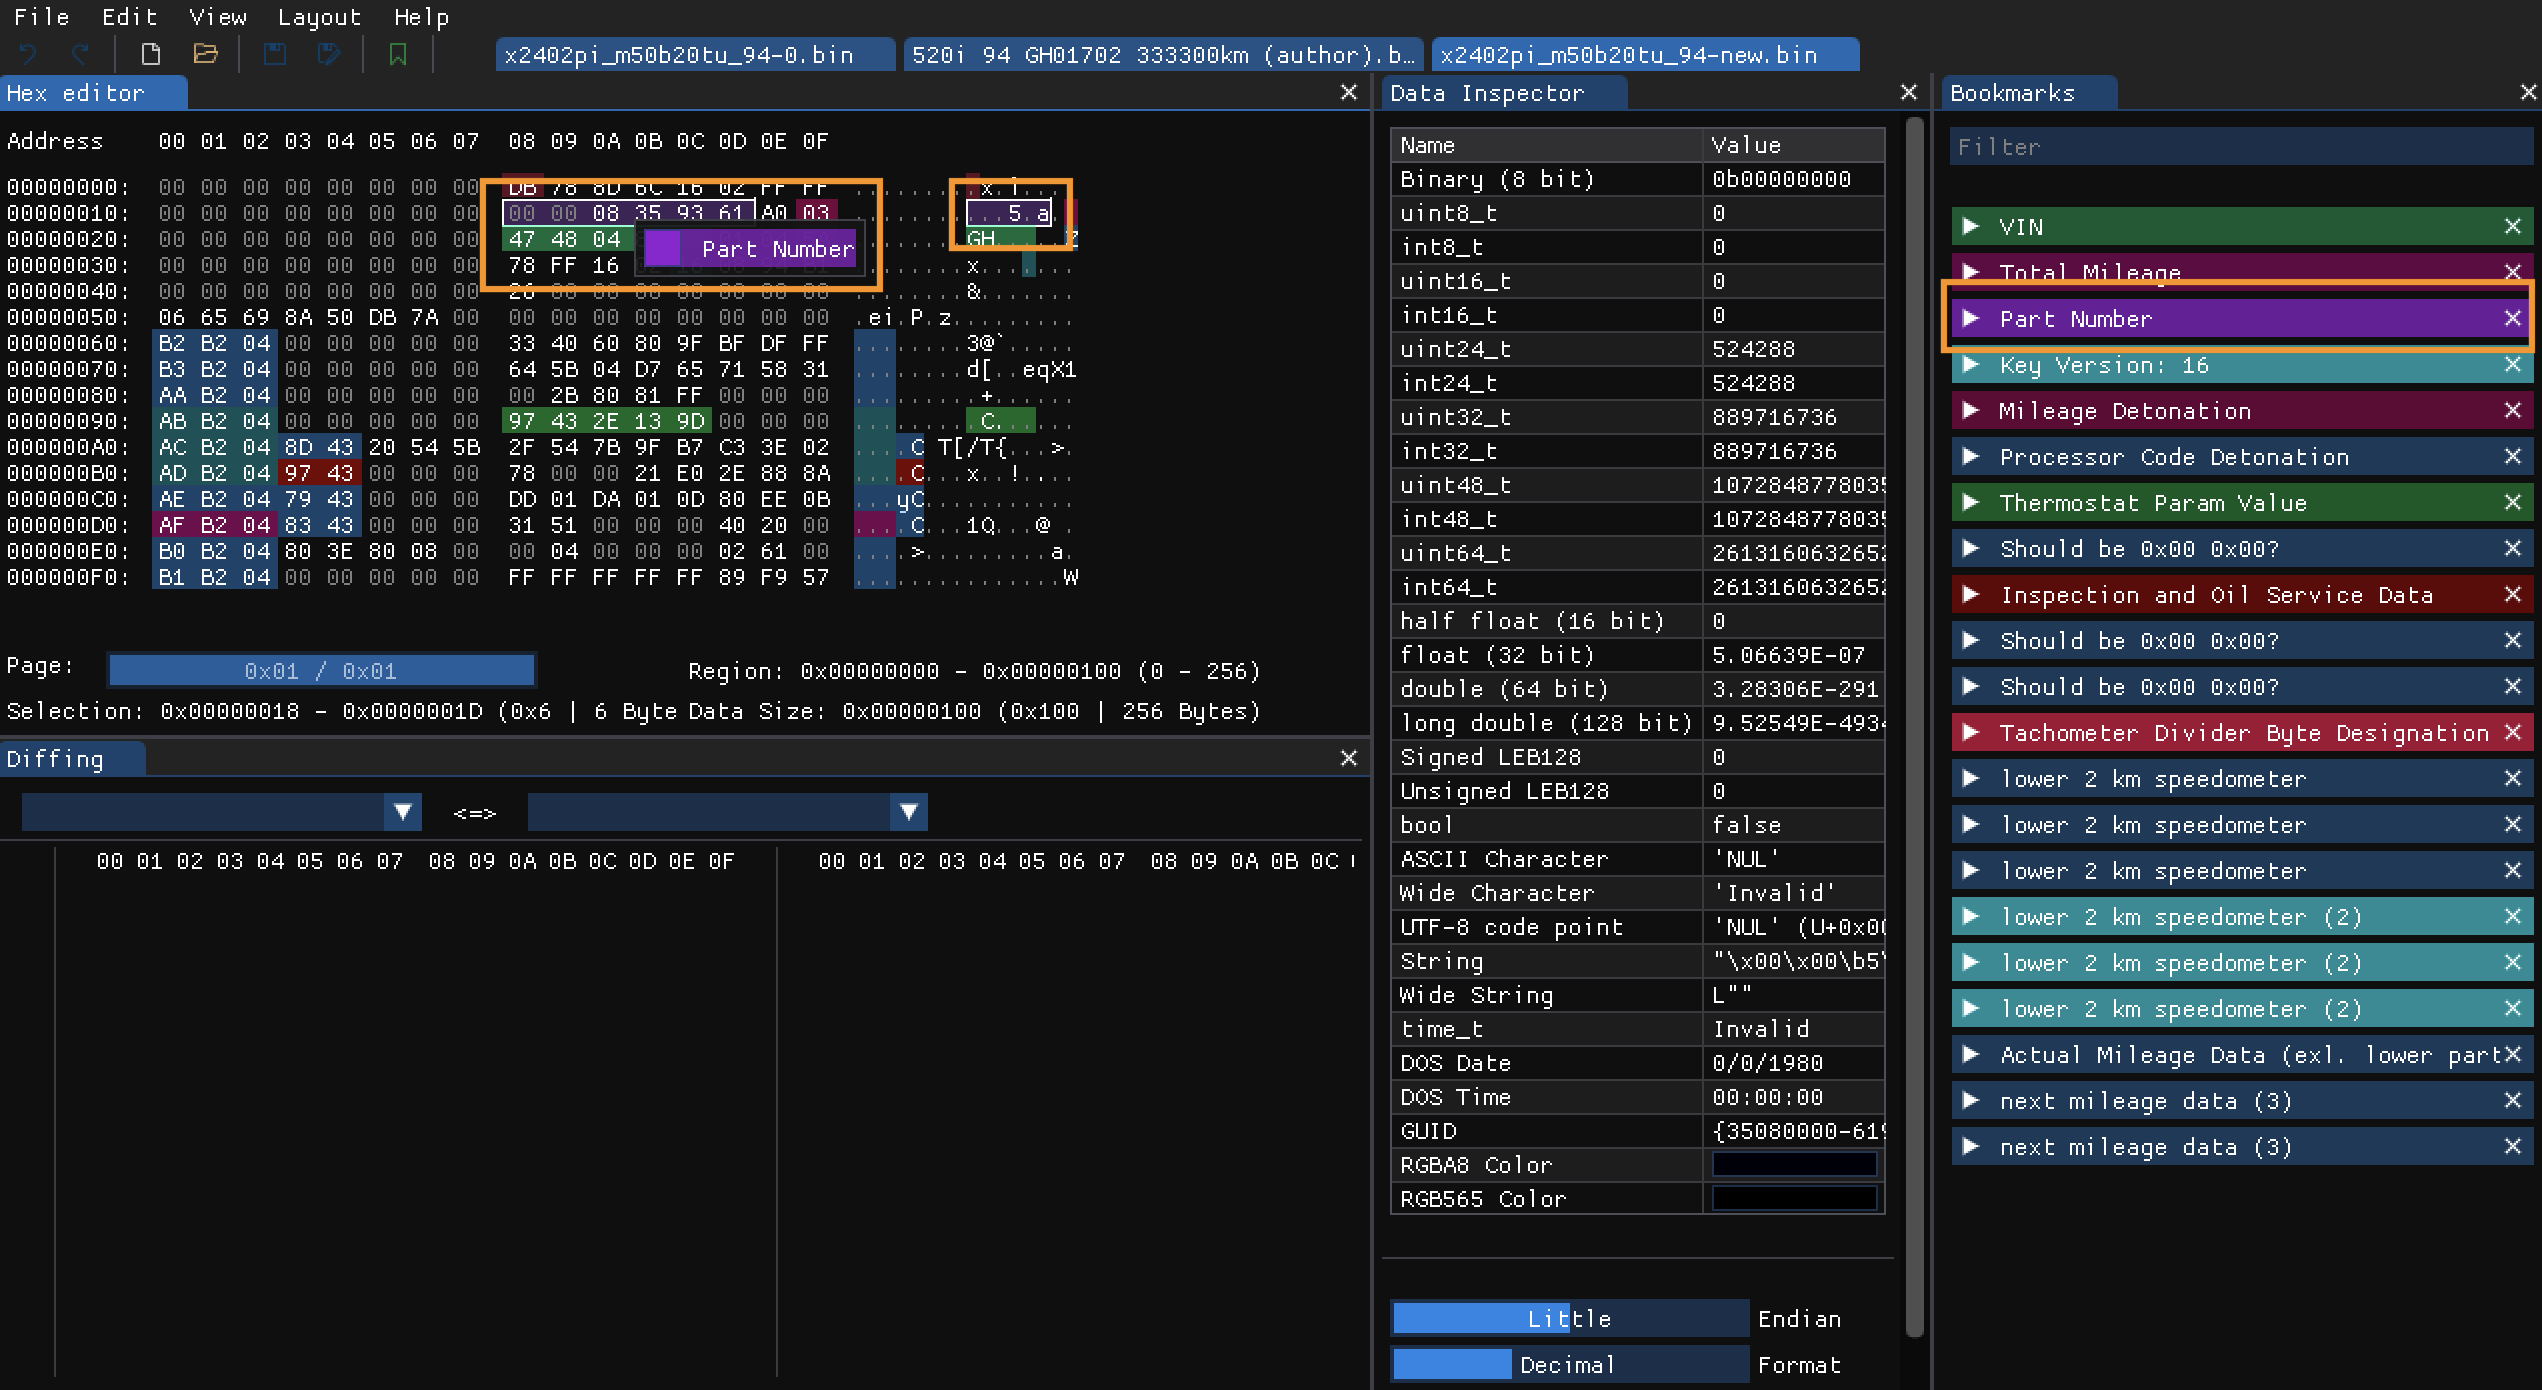 File Edit View Layout Help
x2402pi_m50b20tu_94-0.bin 520i 94 GH01702 333300km (author).b… x2402pi_m50b20tu_94-new.bin
Hex editor
Address 00 01 02 03 04 05 06 07 08 09 0A 0B 0C 0D 0E 0F
00000000: 00 00 00 00 00 00 00 00 DB 78 8D 6C 16 02 FF FF .........x.l....
00000010: 00 00 00 00 00 00 00 00 00 00 08 35 93 61 A0 03 ...........5.a..
00000020: 00 00 00 00 00 00 00 00 47 48 04 ........GH.....Z
00000030: 00 00 00 00 00 00 00 00 78 FF 16 ........x.......
00000040: 00 00 00 00 00 00 00 00 26 00 00 00 00 00 00 00 ........&.......
00000050: 06 65 69 8A 50 DB 7A 00 00 00 00 00 00 00 00 00 .ei.P.z.........
00000060: B2 B2 04 00 00 00 00 00 33 40 60 80 9F BF DF FF ........3@`.....
00000070: B3 B2 04 00 00 00 00 00 64 5B 04 D7 65 71 58 31 ........d[..eqX1
00000080: AA B2 04 00 00 00 00 00 00 2B 80 81 FF 00 00 00 .........+......
00000090: AB B2 04 00 00 00 00 00 97 43 2E 13 9D 00 00 00 .........C......
000000A0: AC B2 04 8D 43 20 54 5B 2F 54 7B 9F B7 C3 3E 02 ....C T[/T{...>.
000000B0: AD B2 04 97 43 00 00 00 78 00 00 21 E0 2E 88 8A ....C...x..!....
000000C0: AE B2 04 79 43 00 00 00 DD 01 DA 01 0D 80 EE 0B ...yC...........
000000D0: AF B2 04 83 43 00 00 00 31 51 00 00 00 40 20 00 ....C...1Q...@ .
000000E0: B0 B2 04 80 3E 80 08 00 00 04 00 00 00 02 61 00 ....>.........a.
000000F0: B1 B2 04 00 00 00 00 00 FF FF FF FF FF 89 F9 57 ...............W
Part Number
Page: 0x01 / 0x01 Region: 0x00000000 - 0x00000100 (0 - 256)
Selection: 0x00000018 - 0x0000001D (0x6 | 6 Byte Data Size: 0x00000100 (0x100 | 256 Bytes)
Diffing
<=>
00 01 02 03 04 05 06 07 08 09 0A 0B 0C 0D 0E 0F 00 01 02 03 04 05 06 07 08 09 0A 0B 0C
Data Inspector
Name Value
Binary (8 bit) 0b00000000
uint8_t 0
int8_t 0
uint16_t 0
int16_t 0
uint24_t 524288
int24_t 524288
uint32_t 889716736
int32_t 889716736
uint48_t 1072848778035
int48_t 1072848778035
uint64_t 2613160632652
int64_t 2613160632652
half float (16 bit) 0
float (32 bit) 5.06639E-07
double (64 bit) 3.28306E-291
long double (128 bit) 9.52549E-4934
Signed LEB128 0
Unsigned LEB128 0
bool false
ASCII Character 'NUL'
Wide Character 'Invalid'
UTF-8 code point 'NUL' (U+0x00
String "\x00\x00\b5\
Wide String L""
time_t Invalid
DOS Date 0/0/1980
DOS Time 00:00:00
GUID {35080000-619
RGBA8 Color
RGB565 Color
Little Endian
Decimal Format
Bookmarks
Filter
VIN
Total Mileage
Part Number
Key Version: 16
Mileage Detonation
Processor Code Detonation
Thermostat Param Value
Should be 0x00 0x00?
Inspection and Oil Service Data
Should be 0x00 0x00?
Should be 0x00 0x00?
Tachometer Divider Byte Designation
lower 2 km speedometer
lower 2 km speedometer
lower 2 km speedometer
lower 2 km speedometer (2)
lower 2 km speedometer (2)
lower 2 km speedometer (2)
Actual Mileage Data (exl. lower part
next mileage data (3)
next mileage data (3)